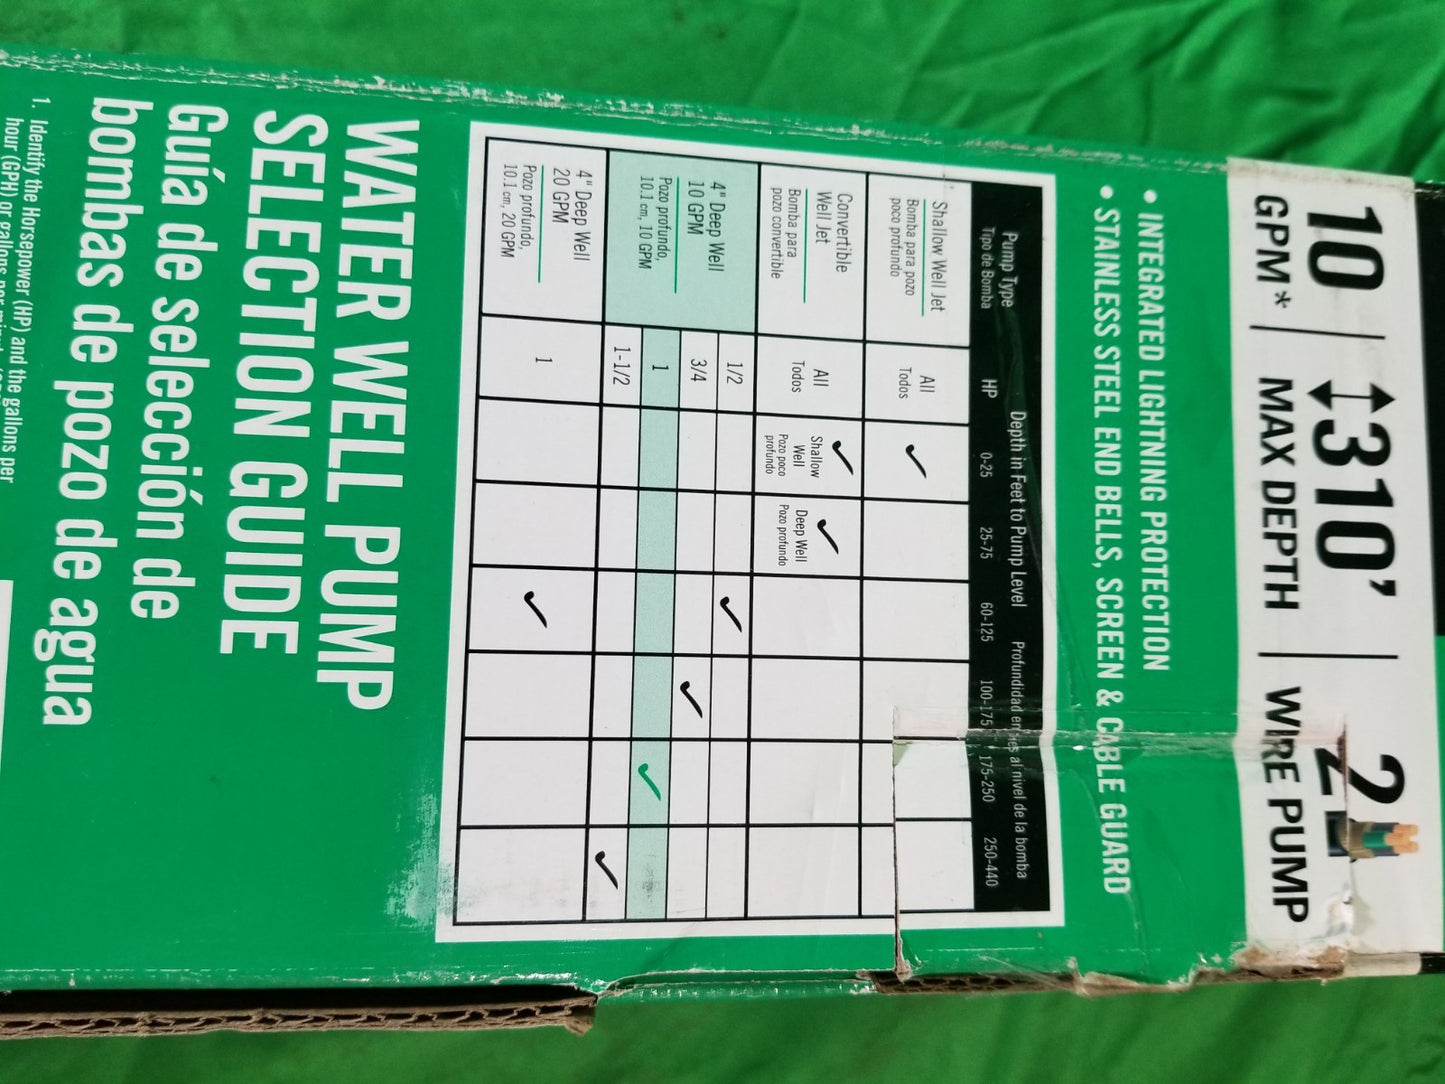 10
GPM*
310'
MAX DEPTH
2
WIRE PUMP
• INTEGRATED LIGHTNING PROTECTION
• STAINLESS STEEL END BELLS, SCREEN & CABLE GUARD
Pump Type
Tipo de Bomba
HP
Depth in Feet to Pump Level
al nivel de la bomba
Profundidad en
0-25
25-75
60-125
100-175
175-250
250-440
Shallow Well Jet
Bomba para pozo
poco profundo
All
Todos
✓
Convertible
Well Jet
Bomba para
pozo convertible
All
Todos
✓
Shallow
Well
Pozo poco
profundo
✓
Deep Well
Pozo profundo
4" Deep Well
10 GPM
Pozo profundo,
10.1 cm, 10 GPM
1/2
✓
3/4
✓
1
✓
1-1/2
✓
4" Deep Well
20 GPM
Pozo profundo,
10.1 cm, 20 GPM
1
✓
WATER WELL PUMP
SELECTION GUIDE
Guía de selección de
bombas de pozo de agua
1. Identify the Horsepower (HP) and the gallons per
hour (GPH) or gallons per